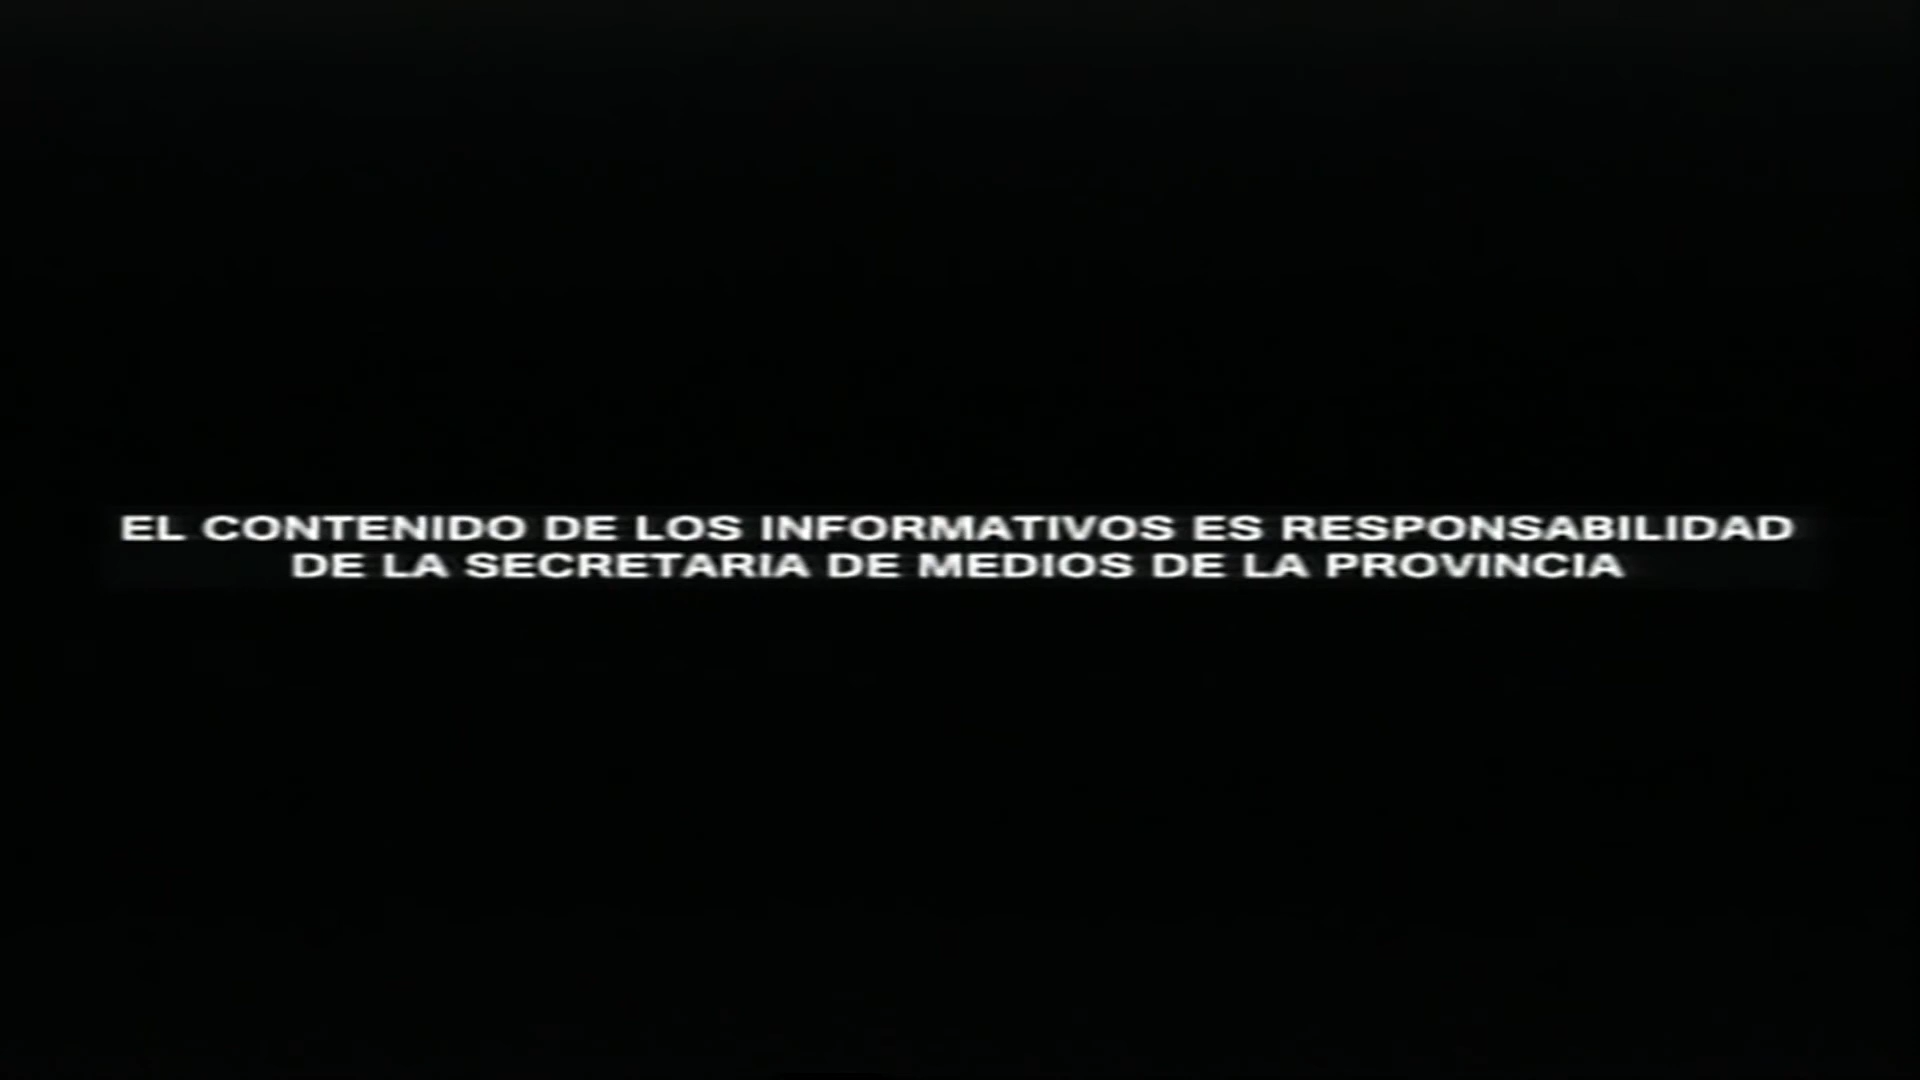 EL CONTENIDO DE LOS INFORMATIVOS ES RESPONSABILIDAD
DE LA SECRETARIA DE MEDIOS DE LA PROVINCIA